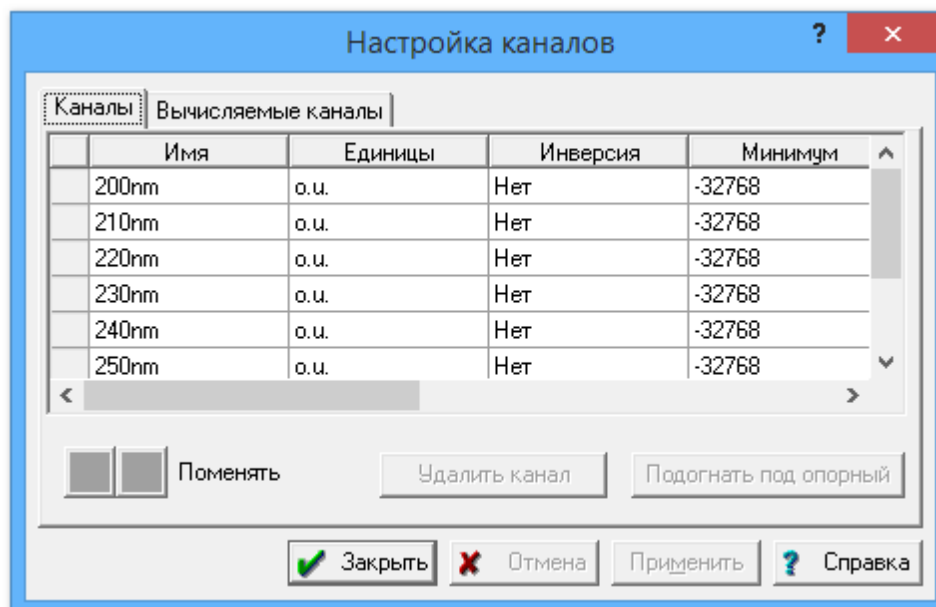 Настройка каналов ?
Каналы Вычисляемые каналы
Имя Единицы Инверсия Минимум
200nm o.u. Нет -32768
210nm o.u. Нет -32768
220nm o.u. Нет -32768
230nm o.u. Нет -32768
240nm o.u. Нет -32768
250nm o.u. Нет -32768
Поменять Удалить канал Подогнать под опорный
Закрыть Отмена Применить ? Справка